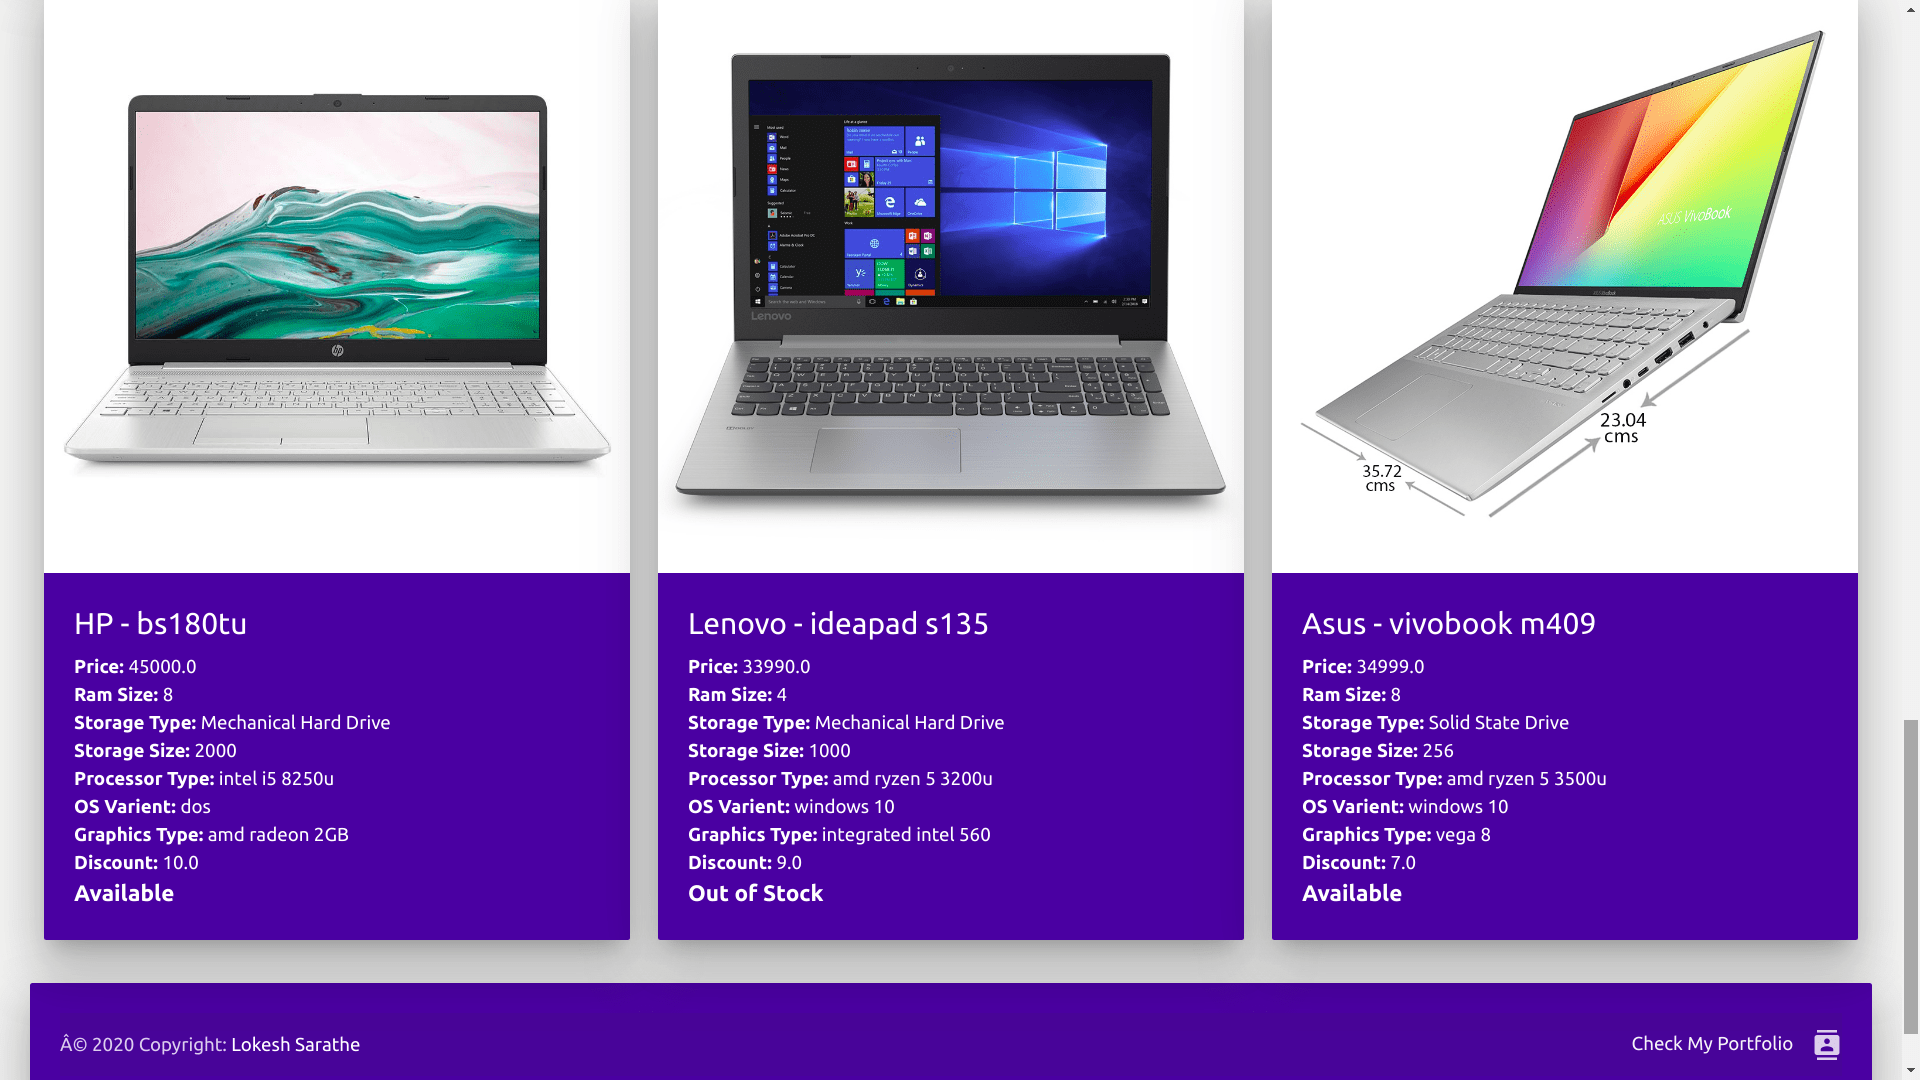 Lenovo
ASUS VivoBook
23.04
cms
35.72
cms
HP - bs180tu
Price: 45000.0
Ram Size: 8
Storage Type: Mechanical Hard Drive
Storage Size: 2000
Processor Type: intel i5 8250u
OS Varient: dos
Graphics Type: amd radeon 2GB
Discount: 10.0
Available
Lenovo - ideapad s135
Price: 33990.0
Ram Size: 4
Storage Type: Mechanical Hard Drive
Storage Size: 1000
Processor Type: amd ryzen 5 3200u
OS Varient: windows 10
Graphics Type: integrated intel 560
Discount: 9.0
Out of Stock
Asus - vivobook m409
Price: 34999.0
Ram Size: 8
Storage Type: Solid State Drive
Storage Size: 256
Processor Type: amd ryzen 5 3500u
OS Varient: windows 10
Graphics Type: vega 8
Discount: 7.0
Available
Â© 2020 Copyright: Lokesh Sarathe
Check My Portfolio